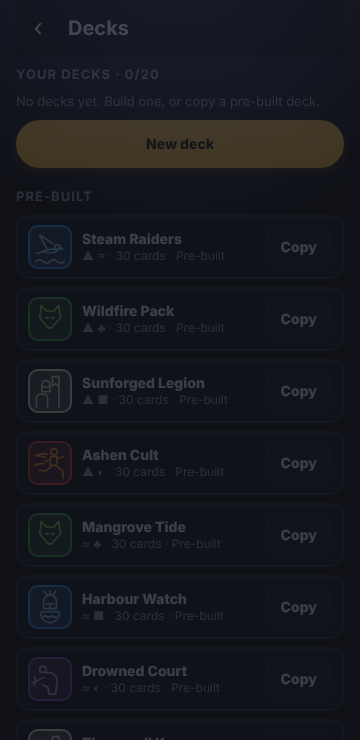 Decks
YOUR DECKS · 0/20
No decks yet. Build one, or copy a pre-built deck.
New deck
PRE-BUILT
Steam Raiders
▲ ≈ · 30 cards · Pre-built
Copy
Wildfire Pack
▲ ♣ · 30 cards · Pre-built
Copy
Sunforged Legion
▲ ■ · 30 cards · Pre-built
Copy
Ashen Cult
▲ ◖ · 30 cards · Pre-built
Copy
Mangrove Tide
≈ ♣ · 30 cards · Pre-built
Copy
Harbour Watch
≈ ■ · 30 cards · Pre-built
Copy
Drowned Court
≈ ◖ · 30 cards · Pre-built
Copy